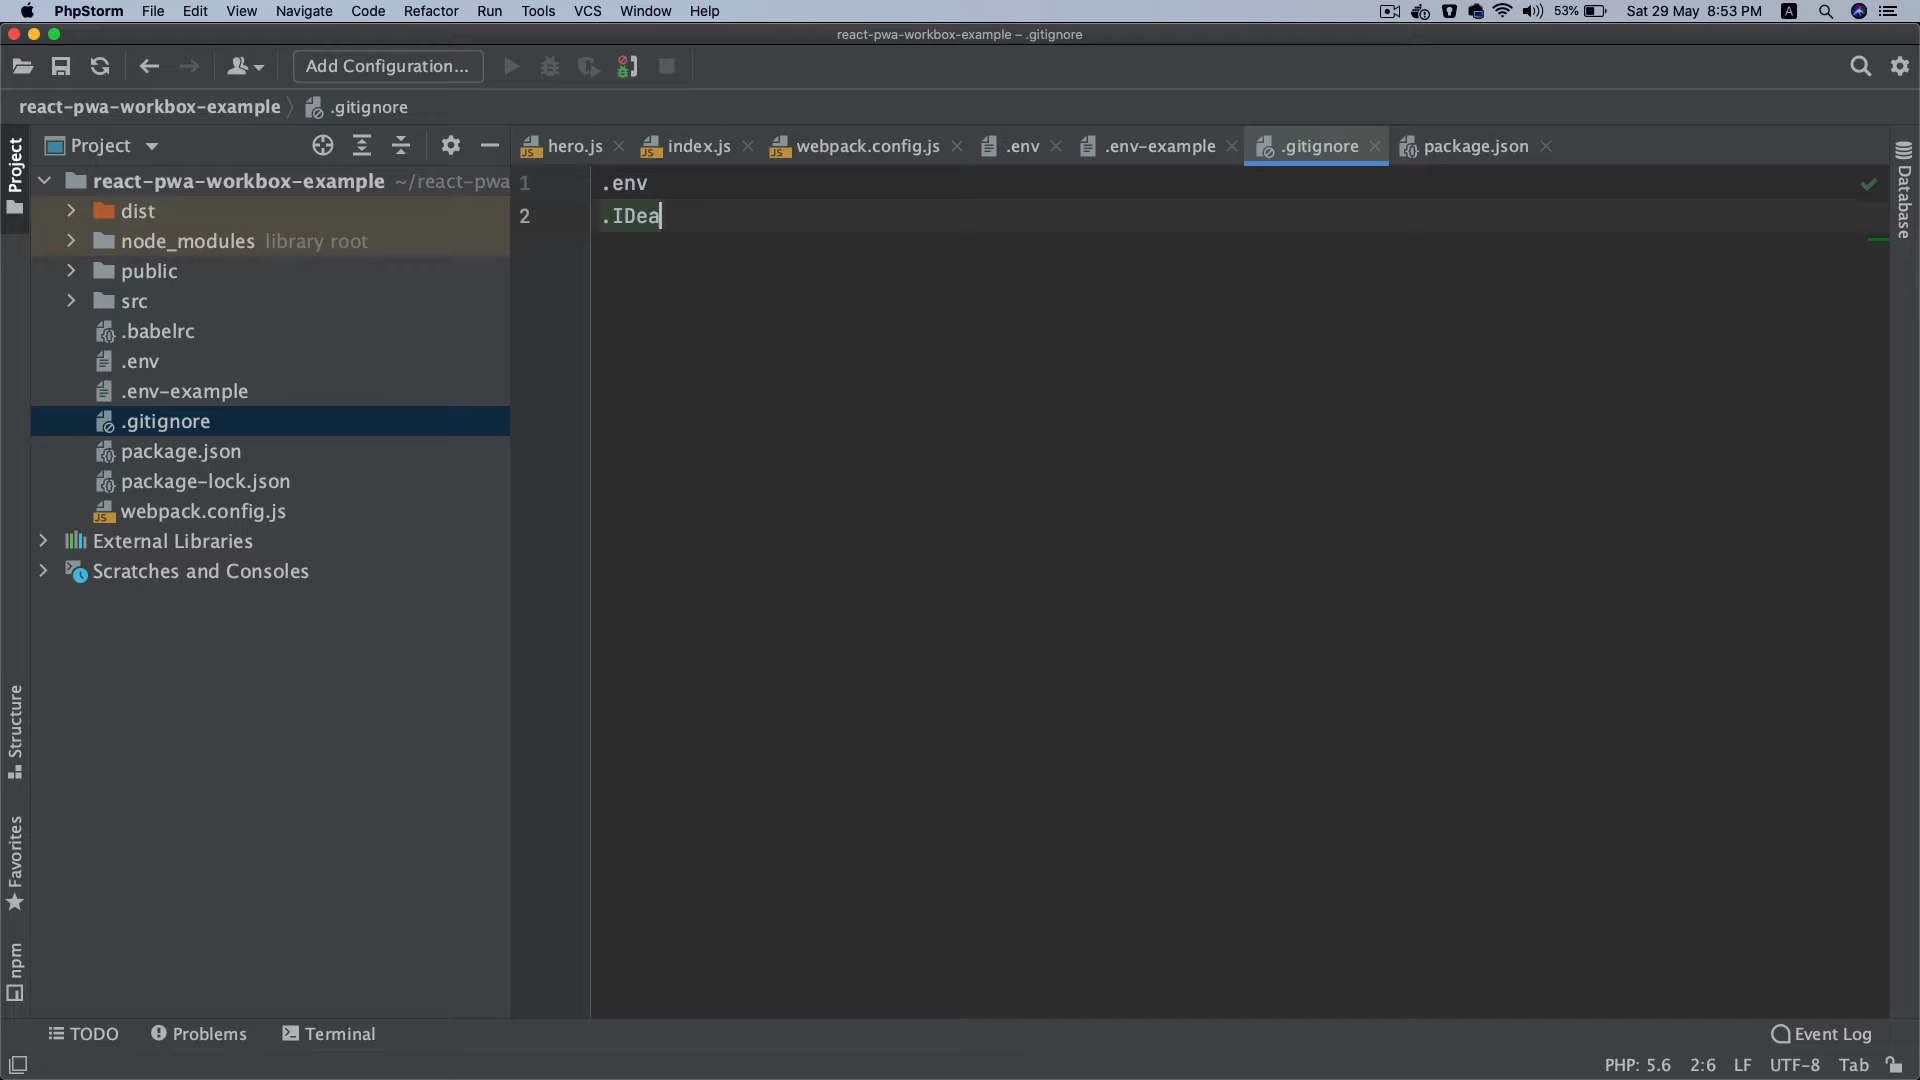 PhpStorm File Edit View Navigate Code Refactor Run Tools VCS Window Help 53% Sat 29 May 8:53 PM A
react-pwa-workbox-example – .gitignore
Add Configuration...
react-pwa-workbox-example .gitignore
Project Project hero.js index.js webpack.config.js .env .env-example .gitignore package.json Database
react-pwa-workbox-example ~/react-pwa 1 .env
dist 2 .IDea
node_modules library root
public
src
.babelrc
.env
.env-example
.gitignore
package.json
package-lock.json
webpack.config.js
External Libraries
Scratches and Consoles
Structure
Favorites
npm
TODO Problems Terminal Event Log
PHP: 5.6 2:6 LF UTF-8 Tab